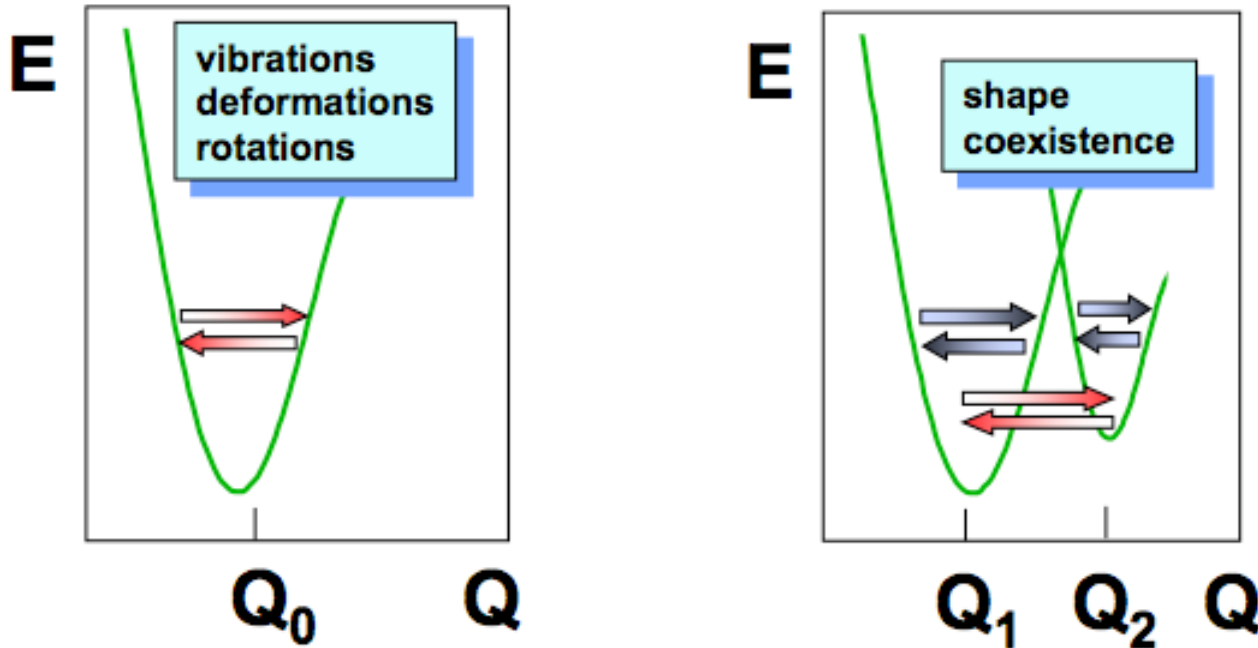 E
vibrations
deformations
rotations
Q₀
Q
E
shape
coexistence
Q₁
Q₂
Q